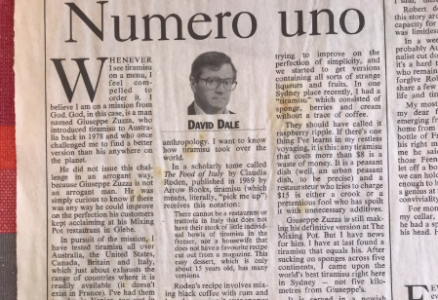 Numero uno
WHENEVER
I see tiramisu
on a menu, I
feel com-
pelled to
order it. I
believe I am on a mission from
God. God, in this case, is a man
named Giuseppe Zuzza, who
introduced tiramisu to Austra-
lia back in 1978 and who once
challenged me to find a better
version than his anywhere on
the planet.
He did not issue this chal-
lenge in an arrogant way,
because Giuseppe Zuzza is not
an arrogant man. He was
simply curious to know if there
was any way he could improve
on the perfection his customers
kept acclaiming at his Mixing
Pot restaurant in Glebe.
In pursuit of the mission, I
have tested tiramisu all over
Australia, the United States,
Canada, Britain and Italy,
which just about exhausts the
range of countries where it is
readily available (it doesn't
exist in France). I've had them
DAVID DALE
anthropology. I want to know
how tiramisu took over the
world.
In a scholarly tome called
The Food of Italy by Claudia
Roden, published in 1989 by
Arrow Books, tiramisu (which
means, literally, "pick me up")
receives this notation:
There cannot be a restaurant or
trattoria in Italy that does not
have their stock of little individ-
ual bowls of tiramisu in the
freezer, nor a housewife that
does not have a favourite recipe
cut out from a magazine. This
easy dessert, which is only
about 15 years old, has many
versions.
Roden's recipe involves mix-
ing black coffee with rum and
trying to improve on the
perfection of simplicity, and
we started to get versions
containing all sorts of strange
liqueurs and fruits. In one
Sydney place recently, I had a
"tiramisu" which consisted of
sponge, berries and cream
without a trace of coffee.
They should have called it a
raspberry ripple. If there's one
thing I've learned in my restless
voyaging, it is this: any tiramisu
that costs more than $8 is a
waste of money. It is a peasant
dish (well, an urban peasant
dish, to be precise) and a
restaurateur who tries to charge
$15 is either a crook or a
pretentious fool who has spoilt
it with unnecessary additives.
Giuseppe Zuzza is still mak-
ing his definitive version at The
Mixing Pot. But I have news
for him. I have at last found a
tiramisu that equals his. After
sucking on sponges across five
continents, I came upon the
world's best tiramisu right here
in Sydney — not five kilo-
metres from Giuseppe's.